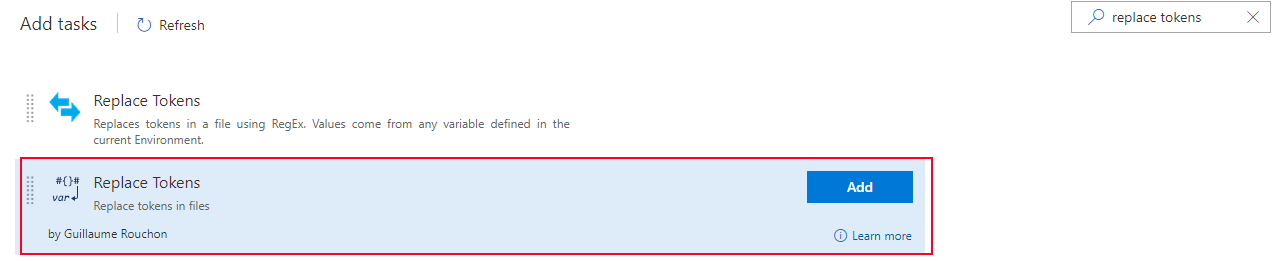 Add tasks
Refresh
replace tokens
Replace Tokens
Replaces tokens in a file using RegEx. Values come from any variable defined in the
current Environment.
#{}#
var
Replace Tokens
Replace tokens in files
Add
by Guillaume Rouchon
Learn more